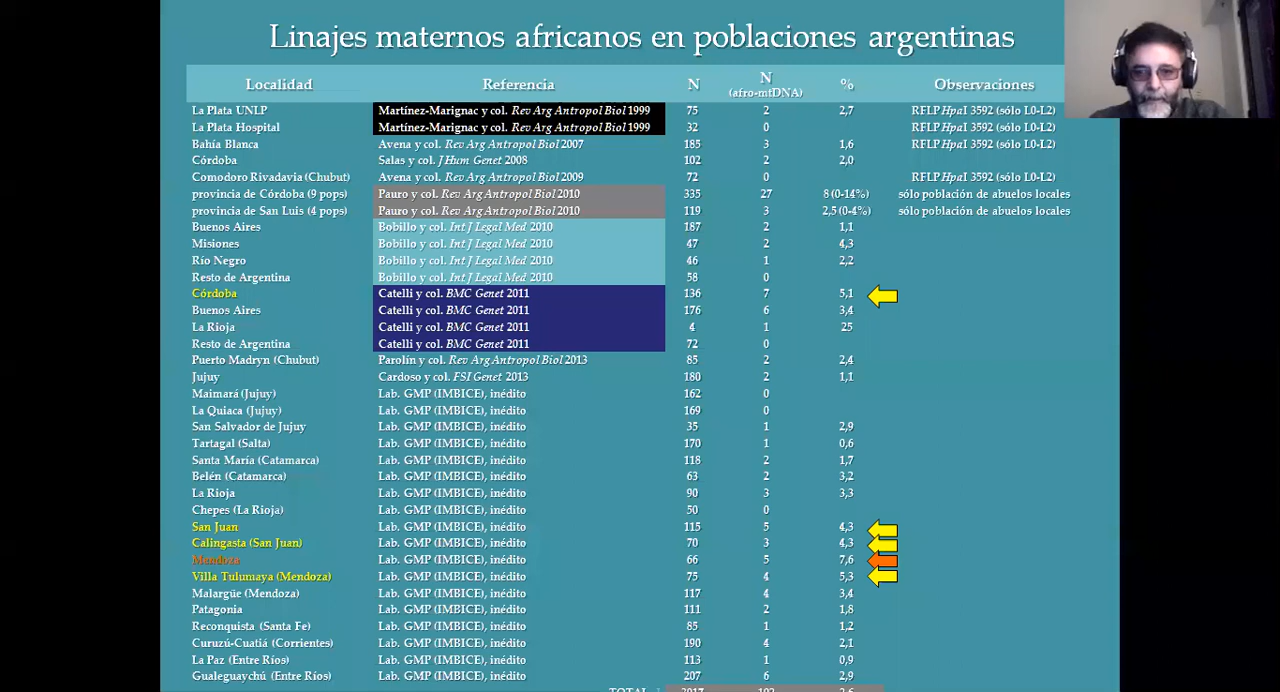 Linajes maternos africanos en poblaciones argentinas
Localidad Referencia N N (afro-mtDNA) % Observaciones
La Plata UNLP Martínez-Marignac y col. Rev Arg Antropol Biol 1999 75 2 2,7 RFLP HpaI 3592 (sólo L0-L2)
La Plata Hospital Martínez-Marignac y col. Rev Arg Antropol Biol 1999 32 0 RFLP HpaI 3592 (sólo L0-L2)
Bahía Blanca Avena y col. Rev Arg Antropol Biol 2007 185 3 1,6 RFLP HpaI 3592 (sólo L0-L2)
Córdoba Salas y col. J Hum Genet 2008 102 2 2,0
Comodoro Rivadavia (Chubut) Avena y col. Rev Arg Antropol Biol 2009 72 0 RFLP HpaI 3592 (sólo L0-L2)
provincia de Córdoba (9 pops) Pauro y col. Rev Arg Antropol Biol 2010 335 27 8 (0-14%) sólo población de abuelos locales
provincia de San Luis (4 pops) Pauro y col. Rev Arg Antropol Biol 2010 119 3 2,5 (0-4%) sólo población de abuelos locales
Buenos Aires Bobillo y col. Int J Legal Med 2010 187 2 1,1
Misiones Bobillo y col. Int J Legal Med 2010 47 2 4,3
Río Negro Bobillo y col. Int J Legal Med 2010 46 1 2,2
Resto de Argentina Bobillo y col. Int J Legal Med 2010 58 0
Córdoba Catelli y col. BMC Genet 2011 136 7 5,1
Buenos Aires Catelli y col. BMC Genet 2011 176 6 3,4
La Rioja Catelli y col. BMC Genet 2011 4 1 25
Resto de Argentina Catelli y col. BMC Genet 2011 72 0
Puerto Madryn (Chubut) Parolín y col. Rev Arg Antropol Biol 2013 85 2 2,4
Jujuy Cardoso y col. FSI Genet 2013 180 2 1,1
Maimará (Jujuy) Lab. GMP (IMBICE), inédito 162 0
La Quiaca (Jujuy) Lab. GMP (IMBICE), inédito 169 0
San Salvador de Jujuy Lab. GMP (IMBICE), inédito 35 1 2,9
Tartagal (Salta) Lab. GMP (IMBICE), inédito 170 1 0,6
Santa María (Catamarca) Lab. GMP (IMBICE), inédito 118 2 1,7
Belén (Catamarca) Lab. GMP (IMBICE), inédito 63 2 3,2
La Rioja Lab. GMP (IMBICE), inédito 90 3 3,3
Chepes (La Rioja) Lab. GMP (IMBICE), inédito 50 0
San Juan Lab. GMP (IMBICE), inédito 115 5 4,3
Calingasta (San Juan) Lab. GMP (IMBICE), inédito 70 3 4,3
Mendoza Lab. GMP (IMBICE), inédito 66 5 7,6
Villa Tulumaya (Mendoza) Lab. GMP (IMBICE), inédito 75 4 5,3
Malargüe (Mendoza) Lab. GMP (IMBICE), inédito 117 4 3,4
Patagonia Lab. GMP (IMBICE), inédito 111 2 1,8
Reconquista (Santa Fe) Lab. GMP (IMBICE), inédito 85 1 1,2
Curuzú-Cuatiá (Corrientes) Lab. GMP (IMBICE), inédito 190 4 2,1
La Paz (Entre Ríos) Lab. GMP (IMBICE), inédito 113 1 0,9
Gualeguaychú (Entre Ríos) Lab. GMP (IMBICE), inédito 207 6 2,9
TOTAL